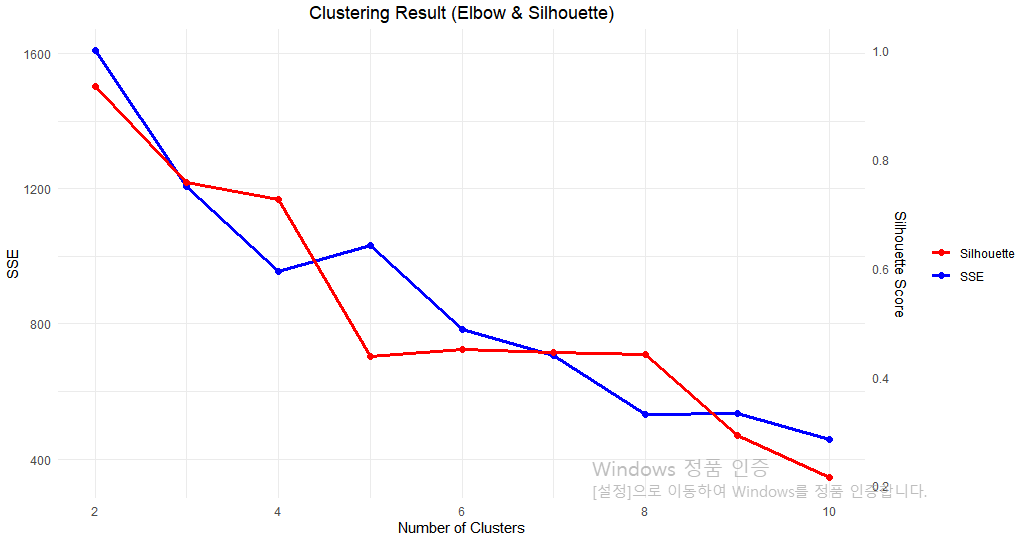 Clustering Result (Elbow & Silhouette)
1600
1200
800
400
SSE
1.0
0.8
0.6
0.4
0.2
Silhouette Score
Silhouette
SSE
2
4
6
8
10
Number of Clusters
Windows 정품 인증
[설정]으로 이동하여 Windows를 정품 인증합니다.